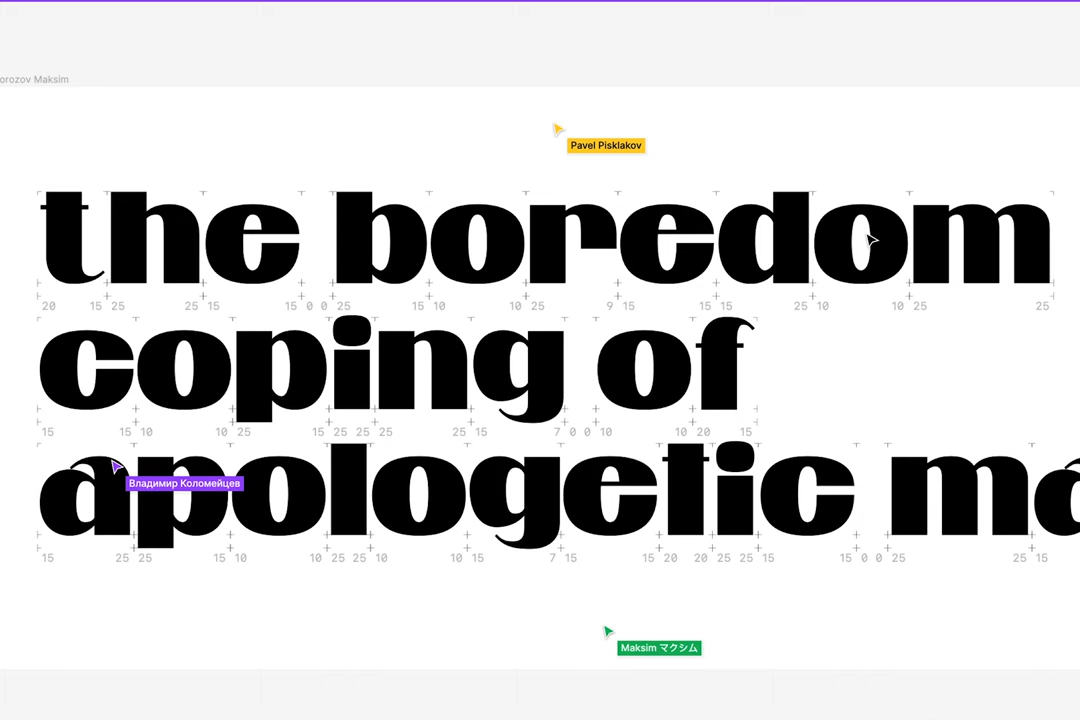 orozov Maksim
Pavel Pisklakov
the boredom
20 15 25 25 15 15 0 0 25 15 10 10 25 9 15 15 15 25 10 10 25 25
coping of
15 15 10 10 25 15 25 25 25 25 15 7 0 0 10 10 20 15
apologetic ma
Владимир Коломейцев
15 25 25 15 10 10 25 25 10 10 15 7 15 15 20 20 25 25 15 15 0 0 25 25 15
Maksim マクシム